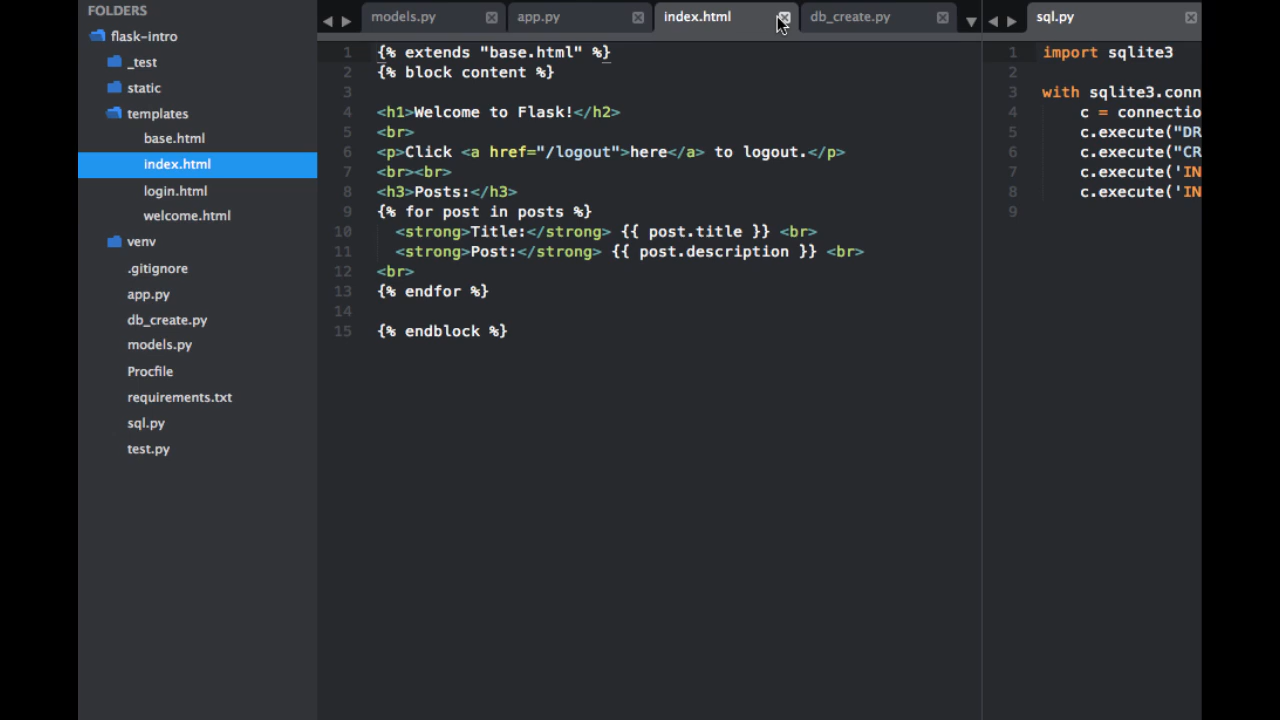 FOLDERS
flask-intro
_test
static
templates
base.html
index.html
login.html
welcome.html
venv
.gitignore
app.py
db_create.py
models.py
Procfile
requirements.txt
sql.py
test.py
models.py
app.py
index.html
db_create.py
1 {% extends "base.html" %}
2 {% block content %}
3
4 <h1>Welcome to Flask!</h2>
5 <br>
6 <p>Click <a href="/logout">here</a> to logout.</p>
7 <br><br>
8 <h3>Posts:</h3>
9 {% for post in posts %}
10 <strong>Title:</strong> {{ post.title }} <br>
11 <strong>Post:</strong> {{ post.description }} <br>
12 <br>
13 {% endfor %}
14
15 {% endblock %}
sql.py
1 import sqlite3
2
3 with sqlite3.conn
4 c = connectio
5 c.execute("DR
6 c.execute("CR
7 c.execute('IN
8 c.execute('IN
9